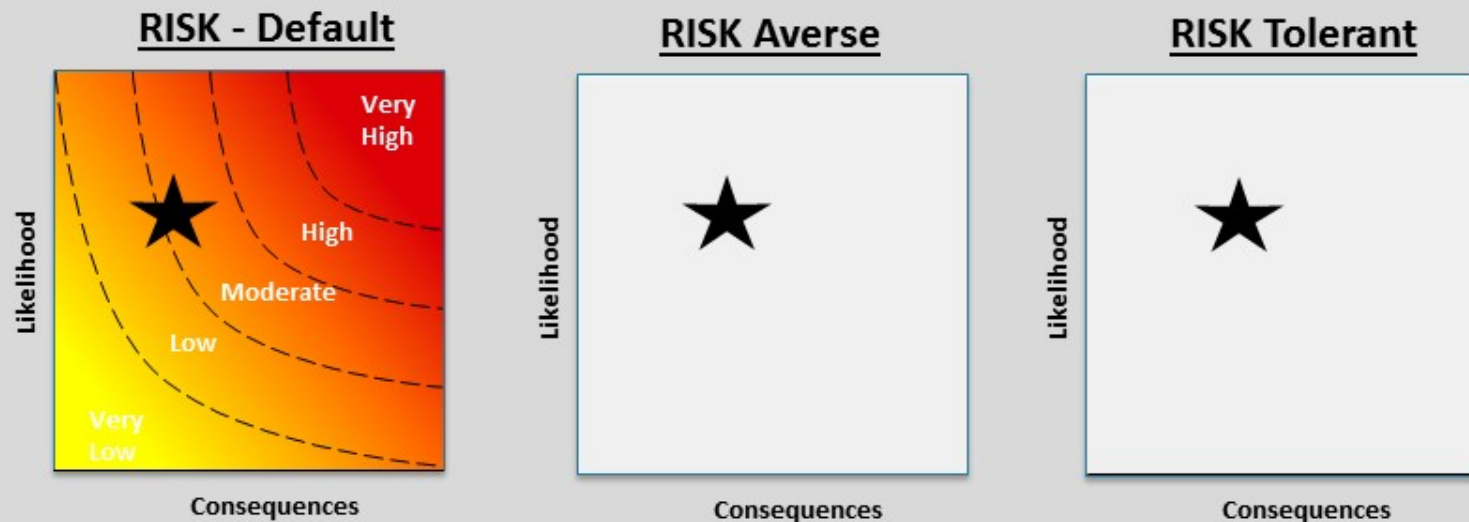 RISK - Default
Very
High
High
Moderate
Low
Very
Low
Likelihood
Consequences
RISK Averse
Likelihood
Consequences
RISK Tolerant
Likelihood
Consequences